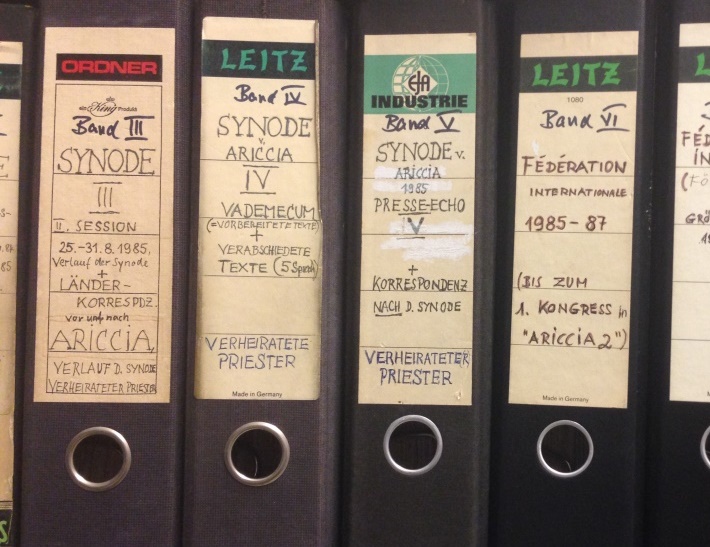 ORDNER
King
Band III
SYNODE
III
II. SESSION
25.-31.8.1985,
Verlauf der Synode
+
LÄNDER-
KORRESPDZ.
vor und nach
ARICCIA,
VERLAUF D. SYNODE
VERHEIRATETER PRIESTER
LEITZ
Band IV
SYNODE
v.
ARICCIA
IV
VADEMECUM
(=VORBEREITETE TEXTE)
+
VERABSCHIEDETE
TEXTE (5 Sprach)
VERHEIRATETE
PRIESTER
Made in Germany
INDUSTRIE
Band V
SYNODE v.
ARICCIA
1985
PRESSE-ECHO
V
+
KORRESPONDENZ
NACH D. SYNODE
VERHEIRATETER
PRIESTER
LEITZ
1080
Band VI
FÉDÉRATION
INTERNATIONALE
1985-87
(BIS ZUM
1. KONGRESS in
"ARICCIA 2")
Made in Germany
L
FÉD
IN